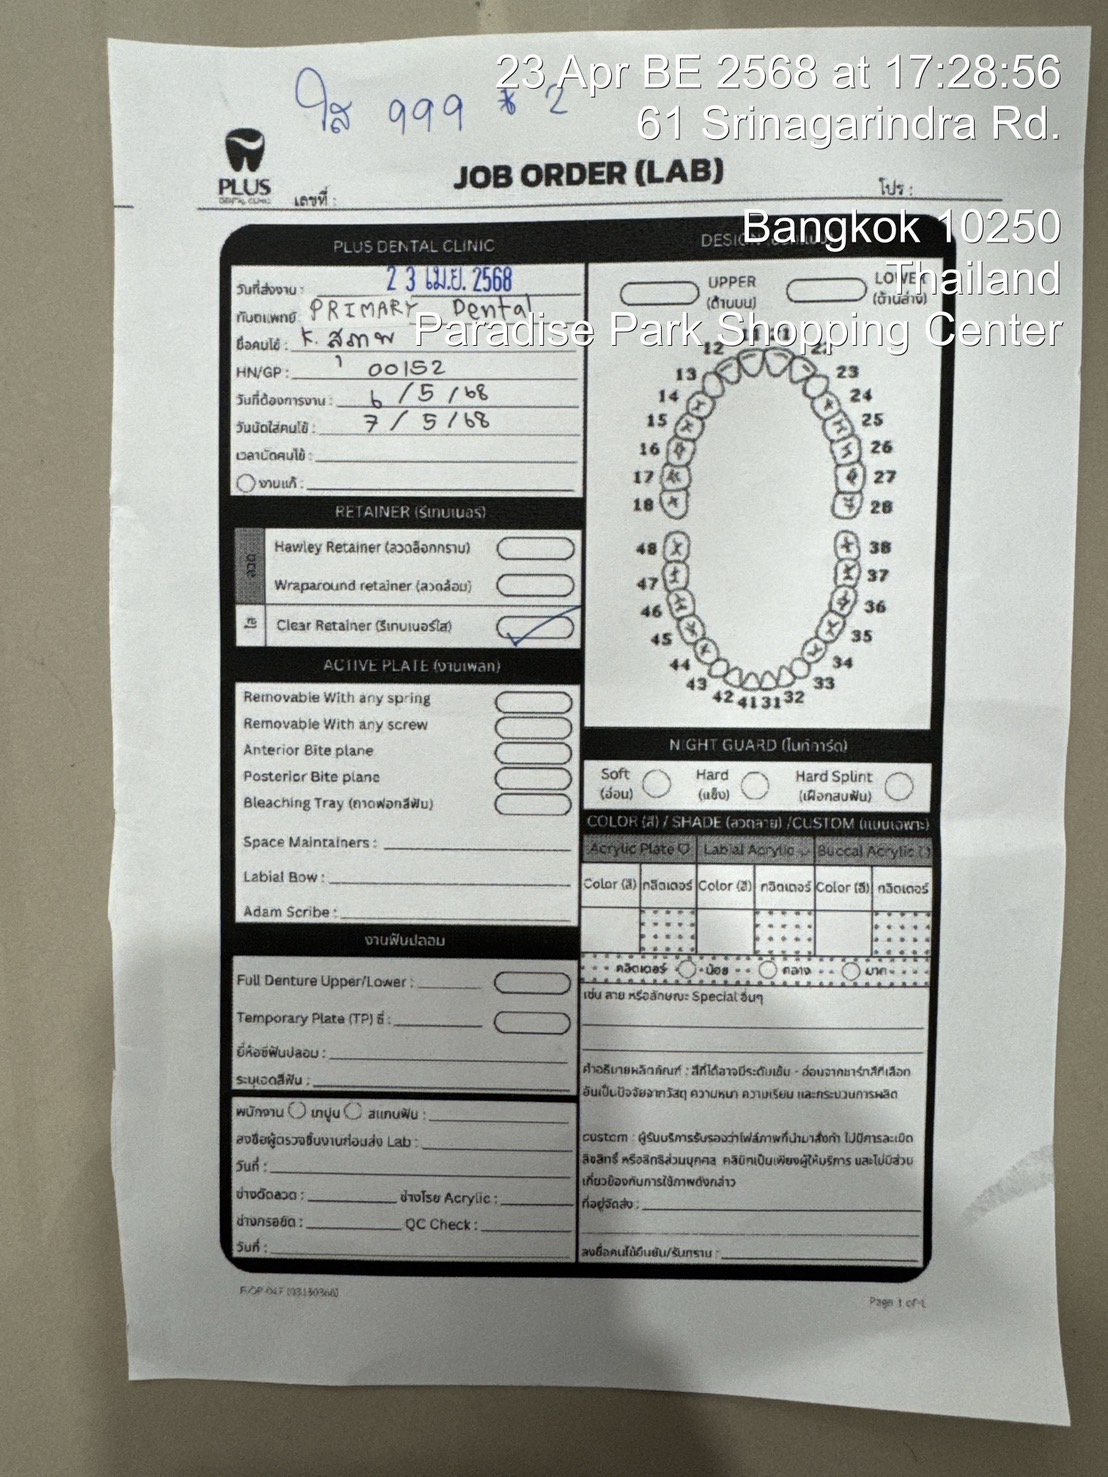 23 Apr BE 2568 at 17:28:56
61 Srinagarindra Rd.
Bangkok 10250
Thailand
Paradise Park Shopping Center
ใส 999 * 2
PLUS
DENTAL CLINIC
JOB ORDER (LAB)
เลขที่ :
โปร :
PLUS DENTAL CLINIC
วันที่ส่งงาน : 23 เม.ย. 2568
ทันตแพทย์ : PRIMARY Dental
ชื่อคนไข้ : K.
HN/GP : 00152
วันที่ต้องการงาน : 6 / 5 / 68
วันนัดใส่คนไข้ : 7 / 5 / 68
เวลานัดคนไข้ :
งานแก้ :
RETAINER (รีเทนเนอร์)
ลวด
Hawley Retainer (ลวดล็อกกราม)
Wraparound retainer (ลวดล้อม)
ใส
Clear Retainer (รีเทนเนอร์ใส)
ACTIVE PLATE (งานเพลท)
Removable With any spring
Removable With any screw
Anterior Bite plane
Posterior Bite plane
Bleaching Tray (ถาดฟอกสีฟัน)
Space Maintainers :
Labial Bow :
Adam Scribe :
งานฟันปลอม
Full Denture Upper/Lower :
Temporary Plate (TP) ซี่ :
ยี่ห้อซี่ฟันปลอม :
ระบุเฉดสีฟัน :
พนักงาน เทปูน สแกนฟัน :
ลงชื่อผู้ตรวจชิ้นงานก่อนส่ง Lab :
วันที่ :
ช่างดัดลวด : ช่างโรย Acrylic :
ช่างกรอขัด : QC Check :
วันที่ :
DESIGN
UPPER
(ด้านบน)
LOWER
(ด้านล่าง)
11 21
12 22
13 23
14 24
15 25
16 26
17 27
18 28
48 38
47 37
46 36
45 35
44 34
43 33
42 41 31 32
NIGHT GUARD (ไนท์การ์ด)
Soft
(อ่อน)
Hard
(แข็ง)
Hard Splint
(เฝือกสบฟัน)
COLOR (สี) / SHADE (ลวดลาย) /CUSTOM (แบบเฉพาะ)
Acrylic Plate Labial Acrylic Buccal Acrylic
Color (สี) กลิตเตอร์ Color (สี) กลิตเตอร์ Color (สี) กลิตเตอร์
กลิตเตอร์ น้อย กลาง มาก
เช่น ลาย หรือลักษณะ Special อื่นๆ
คำอธิบายผลิตภัณฑ์ : สีที่ได้อาจมีระดับเข้ม - อ่อนจากชาร์ทสีที่เลือก
อันเป็นปัจจัยจากวัสดุ ความหนา ความเรียบ และกระบวนการผลิต
custom : ผู้รับบริการรับรองว่าไฟล์ภาพที่นำมาสั่งทำ ไม่มีการละเมิด
ลิขสิทธิ์ หรือสิทธิส่วนบุคคล คลินิกเป็นเพียงผู้ให้บริการ และไม่มีส่วน
เกี่ยวข้องกับการใช้ภาพดังกล่าว
ที่อยู่จัดส่ง :
ลงชื่อคนไข้ยืนยัน/รับทราบ :
Page 1 of 1